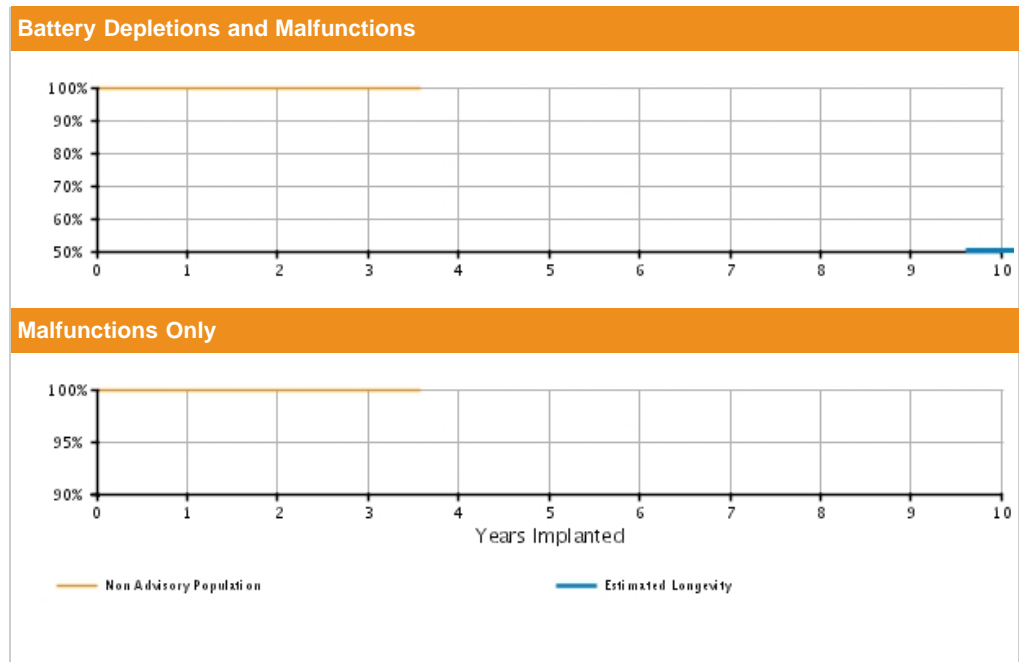 Battery Depletions and Malfunctions
100%
90%
80%
70%
60%
50%
0 1 2 3 4 5 6 7 8 9 10
Malfunctions Only
100%
95%
90%
0 1 2 3 4 5 6 7 8 9 10
Years Implanted
Non Advisory Population Estimated Longevity